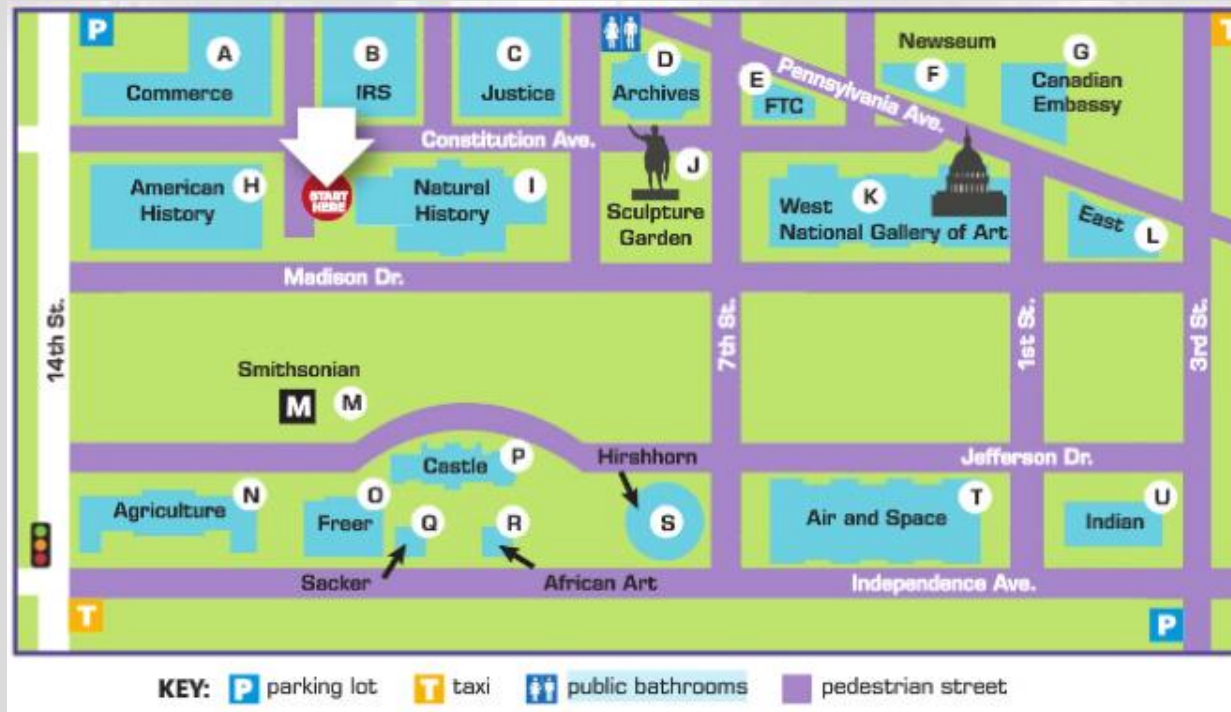 P
T
A
Commerce
B
IRS
C
Justice
D
Archives
E
FTC
Pennsylvania Ave.
Newseum
F
G
Canadian
Embassy
Constitution Ave.
START
HERE
American
History
H
Natural
History
I
J
Sculpture
Garden
K
West
National Gallery of Art
East
L
Madison Dr.
14th St.
7th St.
1st St.
3rd St.
Smithsonian
M
M
Castle
P
Hirshhorn
Jefferson Dr.
Agriculture
N
O
Freer
Q
R
S
Air and Space
T
U
Indian
Sacker
African Art
Independence Ave.
T
P
KEY: P parking lot T taxi public bathrooms pedestrian street